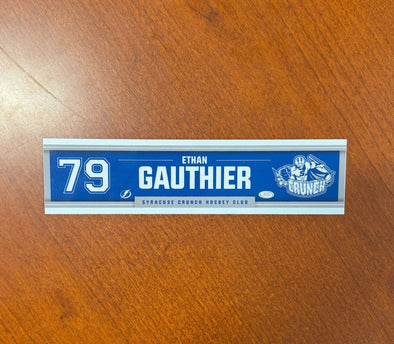 79
ETHAN
GAUTHIER
CRUNCH
SYRACUSE CRUNCH HOCKEY CLUB